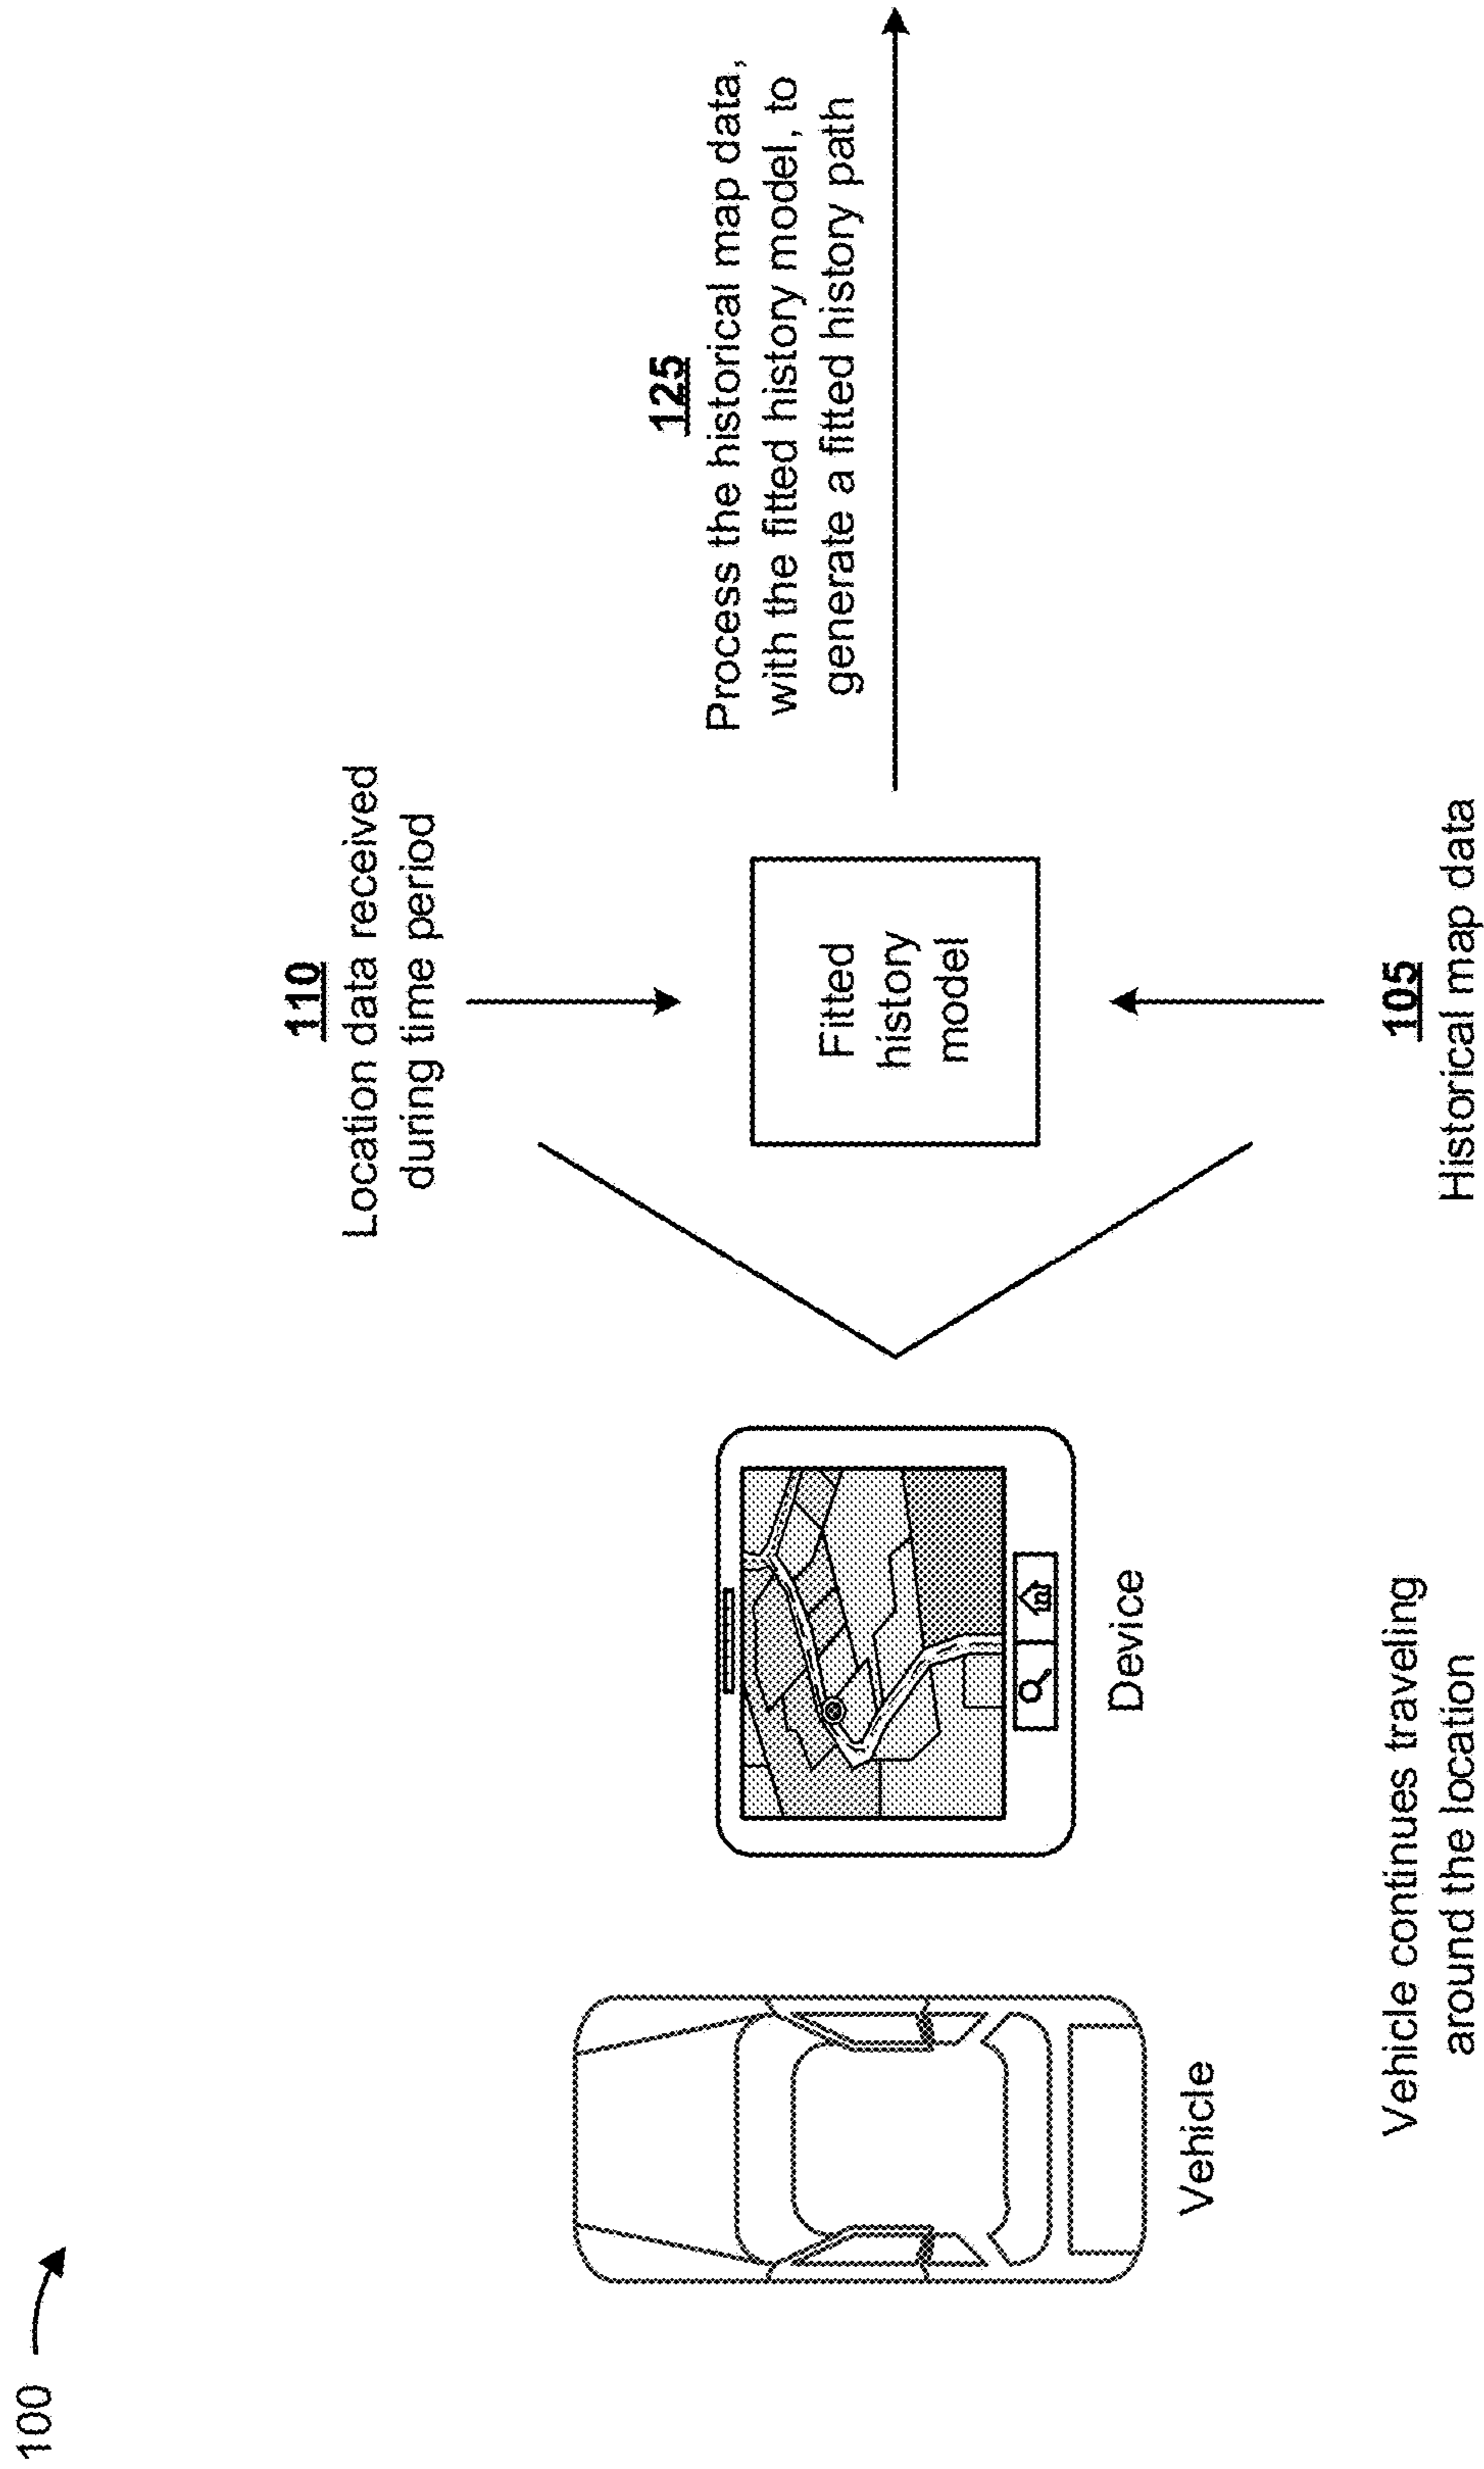 100
110
Location data received
during time period
125
Process the historical map data,
with the fitted history model, to
generate a fitted history path
Fitted
history
model
Device
Vehicle
105
Historical map data
Vehicle continues traveling
around the location